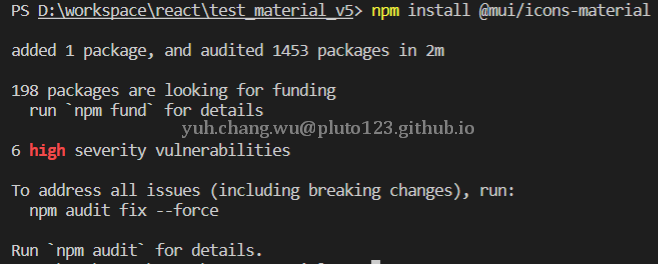 PS D:\workspace\react\test_material_v5> npm install @mui/icons-material
added 1 package, and audited 1453 packages in 2m
198 packages are looking for funding
run `npm fund` for details
yuh.chang.wu@pluto123.github.io
6 high severity vulnerabilities
To address all issues (including breaking changes), run:
npm audit fix --force
Run `npm audit` for details.